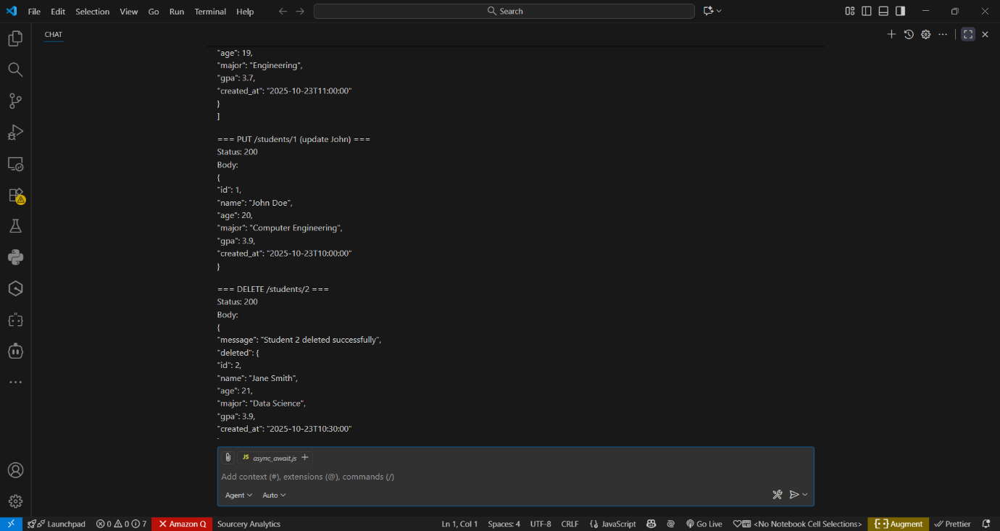 File Edit Selection View Go Run Terminal Help
Search
CHAT
"age": 19,
"major": "Engineering",
"gpa": 3.7,
"created_at": "2025-10-23T11:00:00"
}
]
=== PUT /students/1 (update John) ===
Status: 200
Body:
{
"id": 1,
"name": "John Doe",
"age": 20,
"major": "Computer Engineering",
"gpa": 3.9,
"created_at": "2025-10-23T10:00:00"
}
=== DELETE /students/2 ===
Status: 200
Body:
{
"message": "Student 2 deleted successfully",
"deleted": {
"id": 2,
"name": "Jane Smith",
"age": 21,
"major": "Data Science",
"gpa": 3.9,
"created_at": "2025-10-23T10:30:00"
JS async_await.js
Add context (#), extensions (@), commands (/)
Agent Auto
Launchpad 0 0 7 Amazon Q Sourcery Analytics Ln 1, Col 1 Spaces: 4 UTF-8 CRLF JavaScript Go Live <No Notebook Cell Selections> Augment Prettier